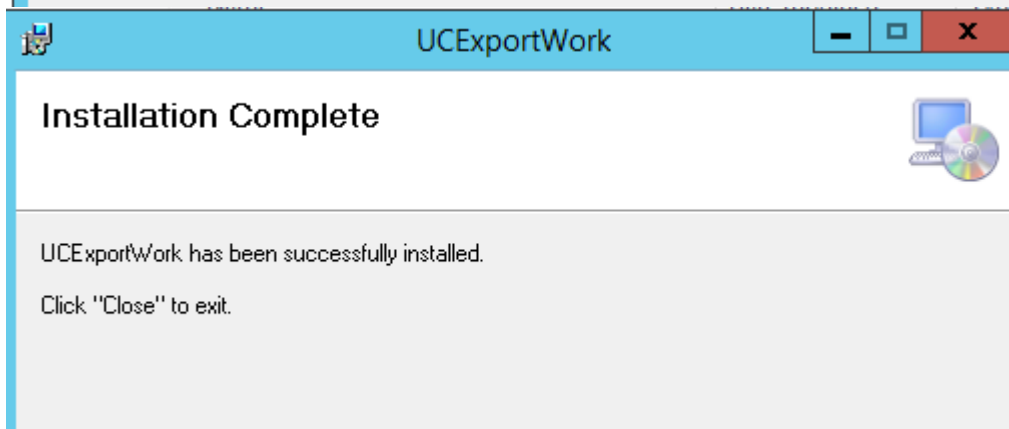 UCExportWork
Installation Complete
UCExportWork has been successfully installed.
Click "Close" to exit.